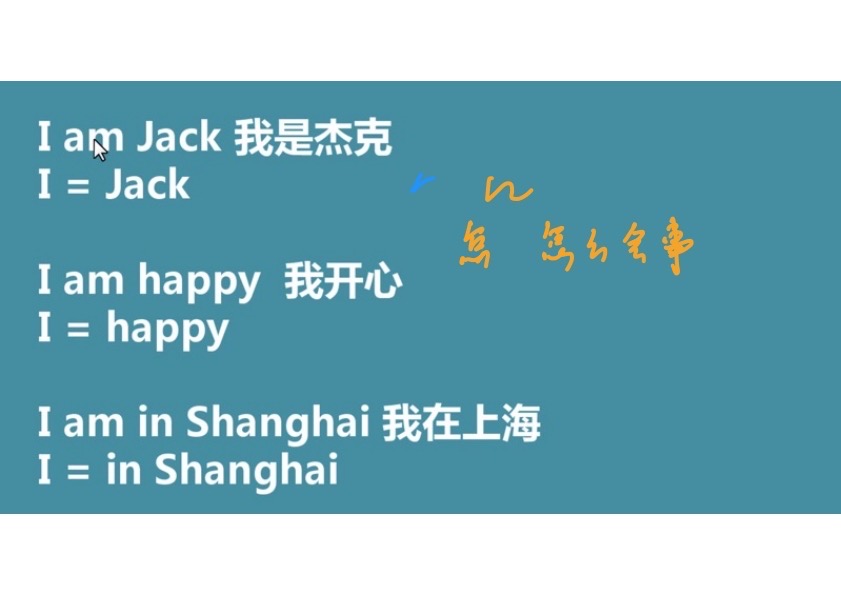 I am Jack 我是杰克
I = Jack
怎 怎么会事
I am happy 我开心
I = happy
I am in Shanghai 我在上海
I = in Shanghai